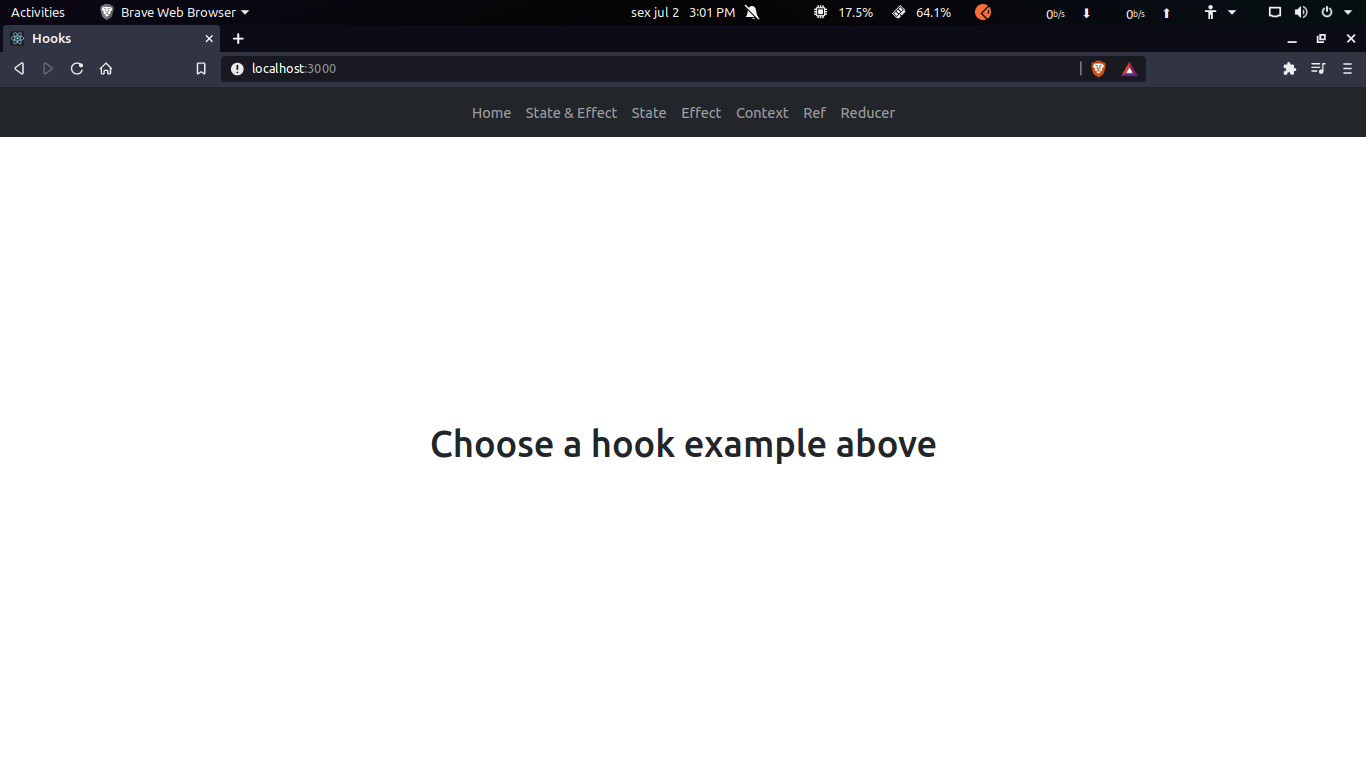 Activities Brave Web Browser sex jul 2 3:01 PM 17.5% 64.1% 0b/s 0b/s
Hooks
localhost:3000
Home State & Effect State Effect Context Ref Reducer
Choose a hook example above